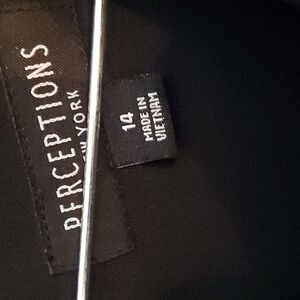 PERCEPTIONS
NEW YORK
14
MADE IN
VIETNAM